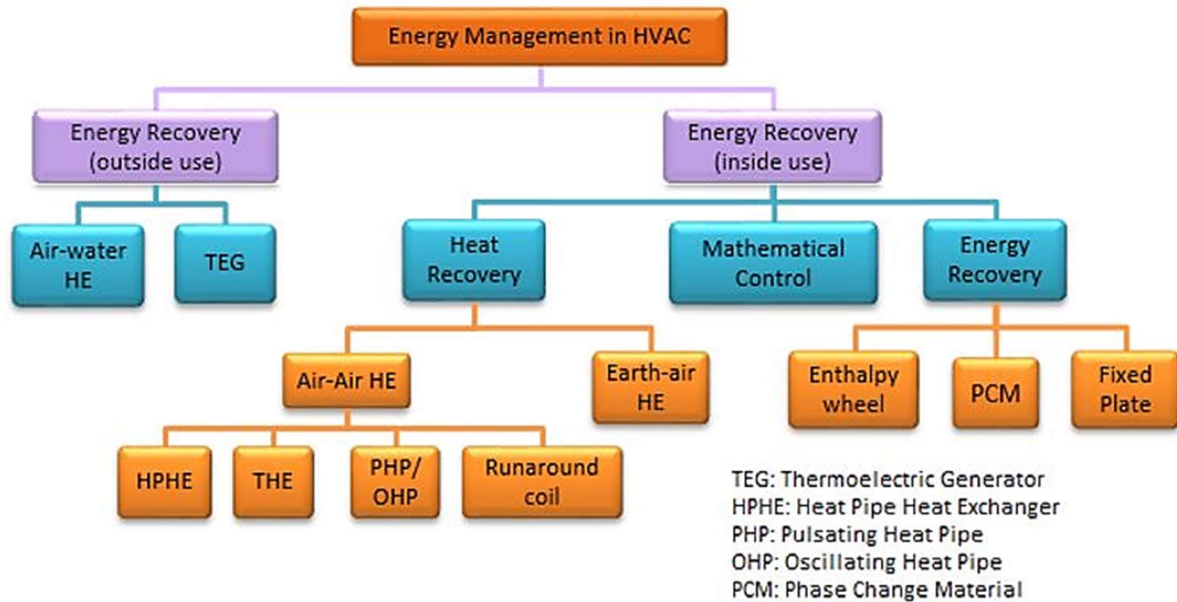 Energy Management in HVAC
Energy Recovery
(outside use)
Energy Recovery
(inside use)
Air-water
HE
TEG
Heat
Recovery
Mathematical
Control
Energy
Recovery
Air-Air HE
Earth-air
HE
Enthalpy
wheel
PCM
Fixed
Plate
HPHE
THE
PHP/
OHP
Runaround
coil
TEG: Thermoelectric Generator
HPHE: Heat Pipe Heat Exchanger
PHP: Pulsating Heat Pipe
OHP: Oscillating Heat Pipe
PCM: Phase Change Material